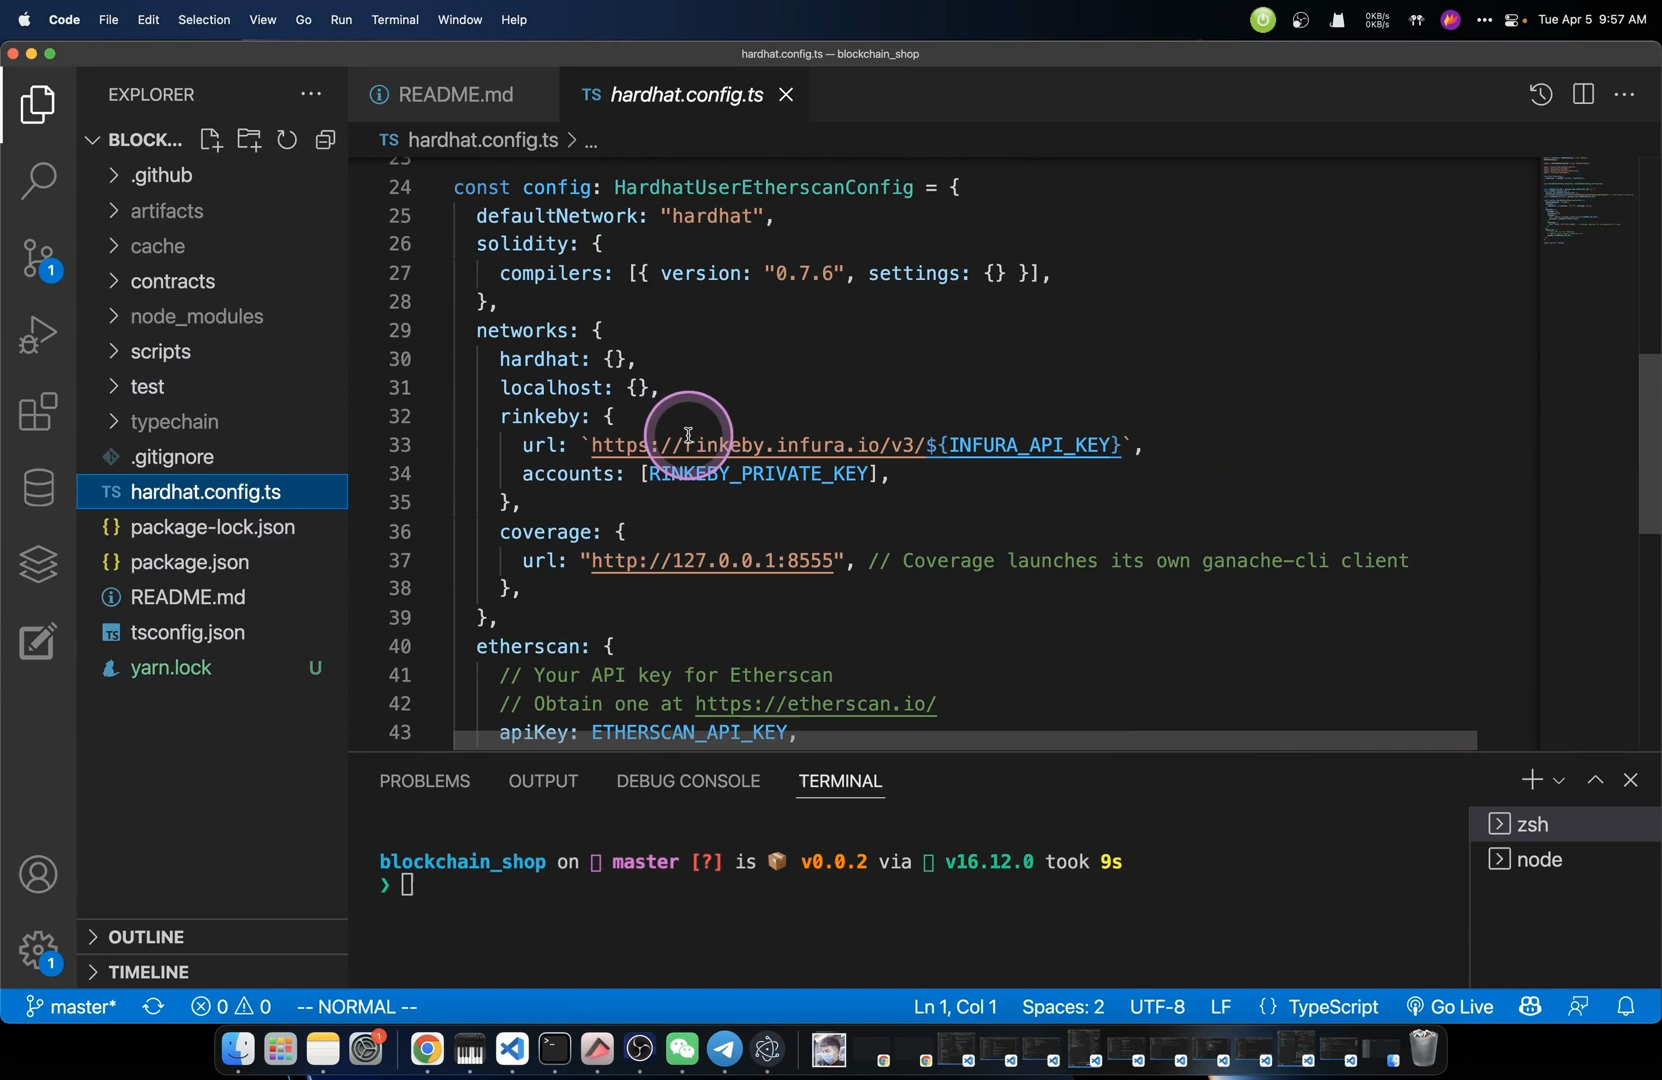 Code File Edit Selection View Go Run Terminal Window Help
0KB/s
0KB/s
Tue Apr 5 9:57 AM
hardhat.config.ts — blockchain_shop
EXPLORER
README.md
TS hardhat.config.ts
BLOCK...
TS hardhat.config.ts > ...
.github
artifacts
cache
contracts
node_modules
scripts
test
typechain
.gitignore
TS hardhat.config.ts
{} package-lock.json
{} package.json
README.md
TS tsconfig.json
yarn.lock U
OUTLINE
TIMELINE
1
1
23
24 const config: HardhatUserEtherscanConfig = {
25 defaultNetwork: "hardhat",
26 solidity: {
27 compilers: [{ version: "0.7.6", settings: {} }],
28 },
29 networks: {
30 hardhat: {},
31 localhost: {},
32 rinkeby: {
33 url: `https://rinkeby.infura.io/v3/${INFURA_API_KEY}`,
34 accounts: [RINKEBY_PRIVATE_KEY],
35 },
36 coverage: {
37 url: "http://127.0.0.1:8555", // Coverage launches its own ganache-cli client
38 },
39 },
40 etherscan: {
41 // Your API key for Etherscan
42 // Obtain one at https://etherscan.io/
43 apiKey: ETHERSCAN_API_KEY,
PROBLEMS OUTPUT DEBUG CONSOLE TERMINAL
zsh
node
blockchain_shop on master [?] is v0.0.2 via v16.12.0 took 9s
❯
master* 0 0 -- NORMAL -- Ln 1, Col 1 Spaces: 2 UTF-8 LF {} TypeScript Go Live
1